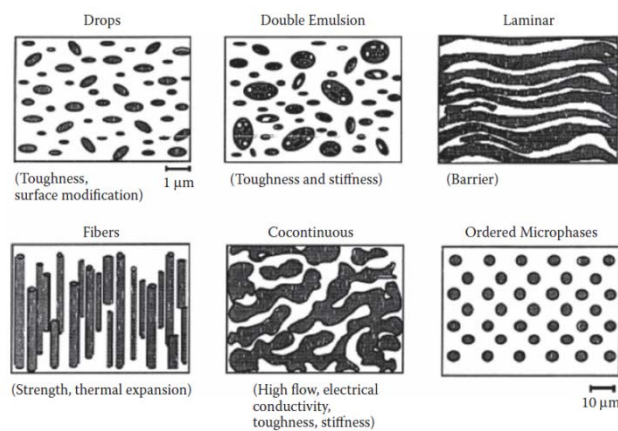 Drops
Double Emulsion
Laminar
(Toughness,
surface modification)
1 μm
(Toughness and stiffness)
(Barrier)
Fibers
Cocontinuous
Ordered Microphases
(Strength, thermal expansion)
(High flow, electrical
conductivity,
toughness, stiffness)
10 μm